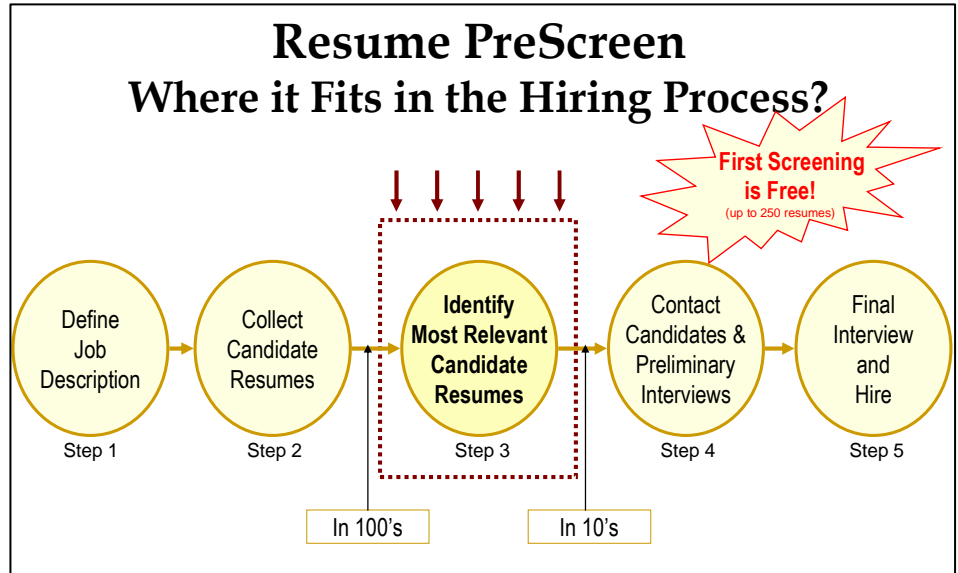 Resume PreScreen
Where it Fits in the Hiring Process?
First Screening
is Free!
(up to 250 resumes)
Define
Job
Description
Step 1
Collect
Candidate
Resumes
Step 2
Identify
Most Relevant
Candidate
Resumes
Step 3
Contact
Candidates &
Preliminary
Interviews
Step 4
Final
Interview
and
Hire
Step 5
In 100's
In 10's